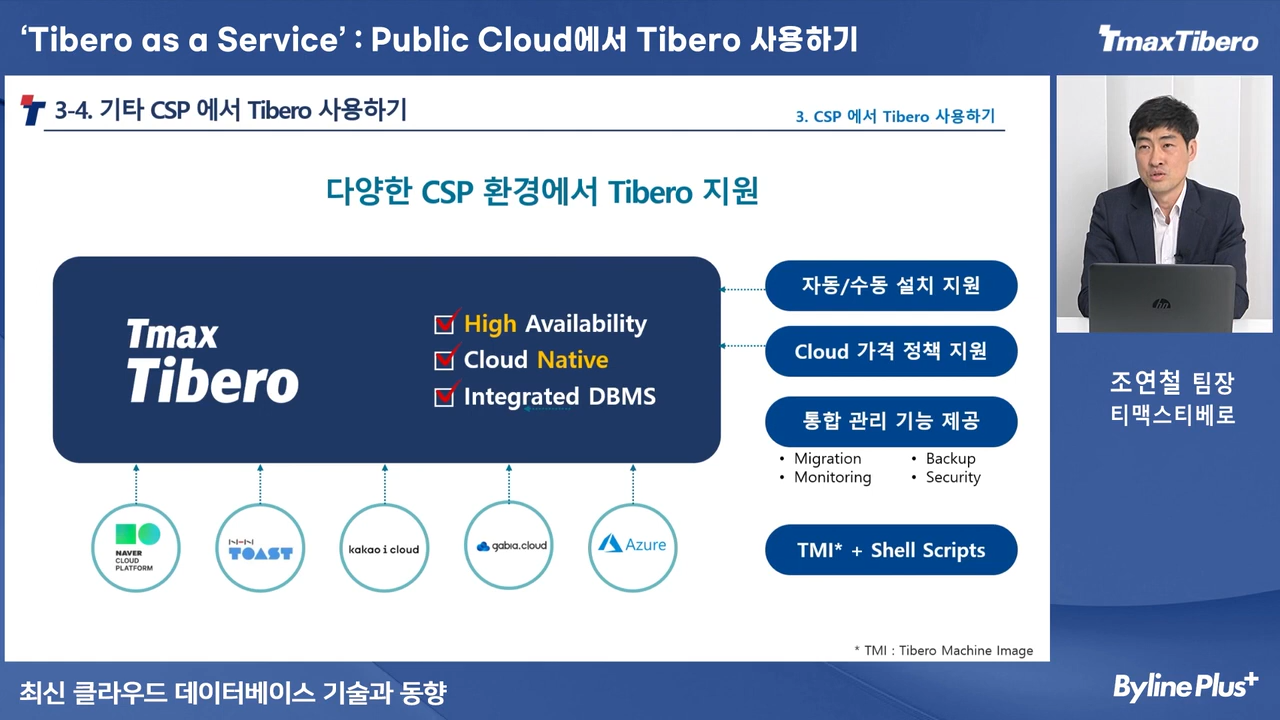 ‘Tibero as a Service’ : Public Cloud에서 Tibero 사용하기
TmaxTibero
3-4. 기타 CSP 에서 Tibero 사용하기
3. CSP 에서 Tibero 사용하기
다양한 CSP 환경에서 Tibero 지원
Tmax
Tibero
High Availability
Cloud Native
Integrated DBMS
자동/수동 설치 지원
Cloud 가격 정책 지원
통합 관리 기능 제공
• Migration
• Backup
• Monitoring
• Security
TMI* + Shell Scripts
NAVER
CLOUD
PLATFORM
NHN
TOAST
kakao i cloud
gabia.cloud
Azure
* TMI : Tibero Machine Image
hp
조연철 팀장
티맥스티베로
최신 클라우드 데이터베이스 기술과 동향
Byline Plus+